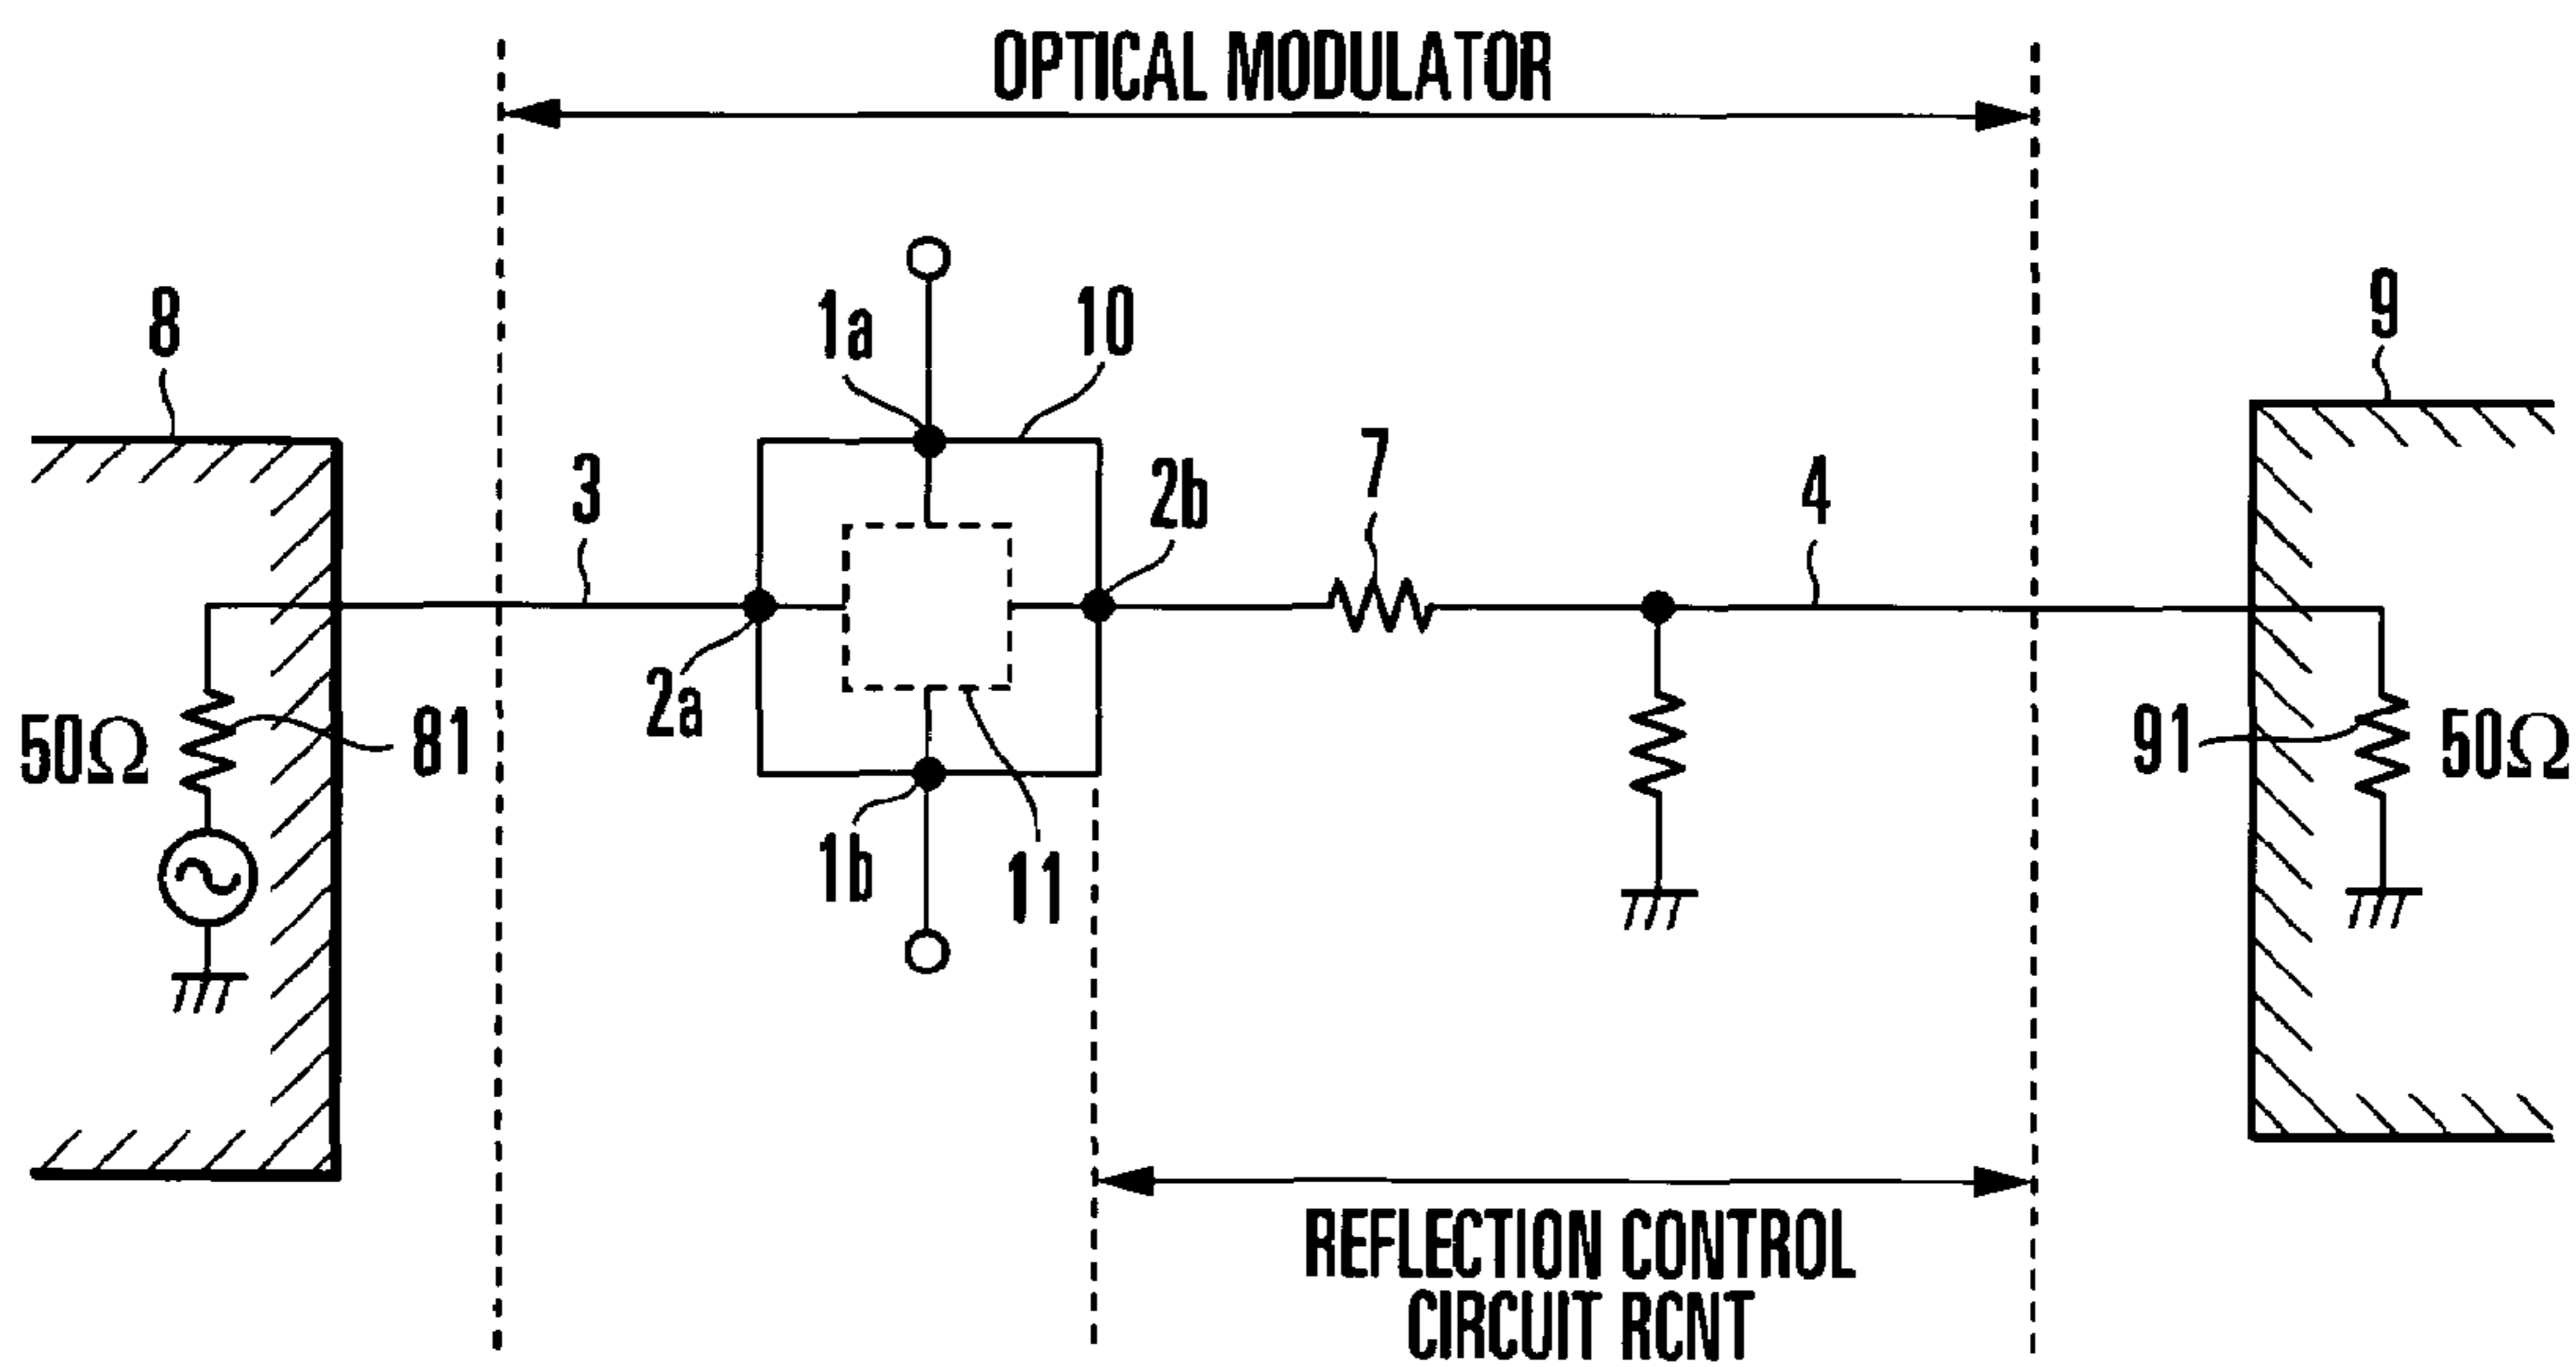 OPTICAL MODULATOR
8
3
1a
10
2b
7
4
9
2a
50Ω
81
1b
11
91
50Ω
REFLECTION CONTROL
CIRCUIT RCNT